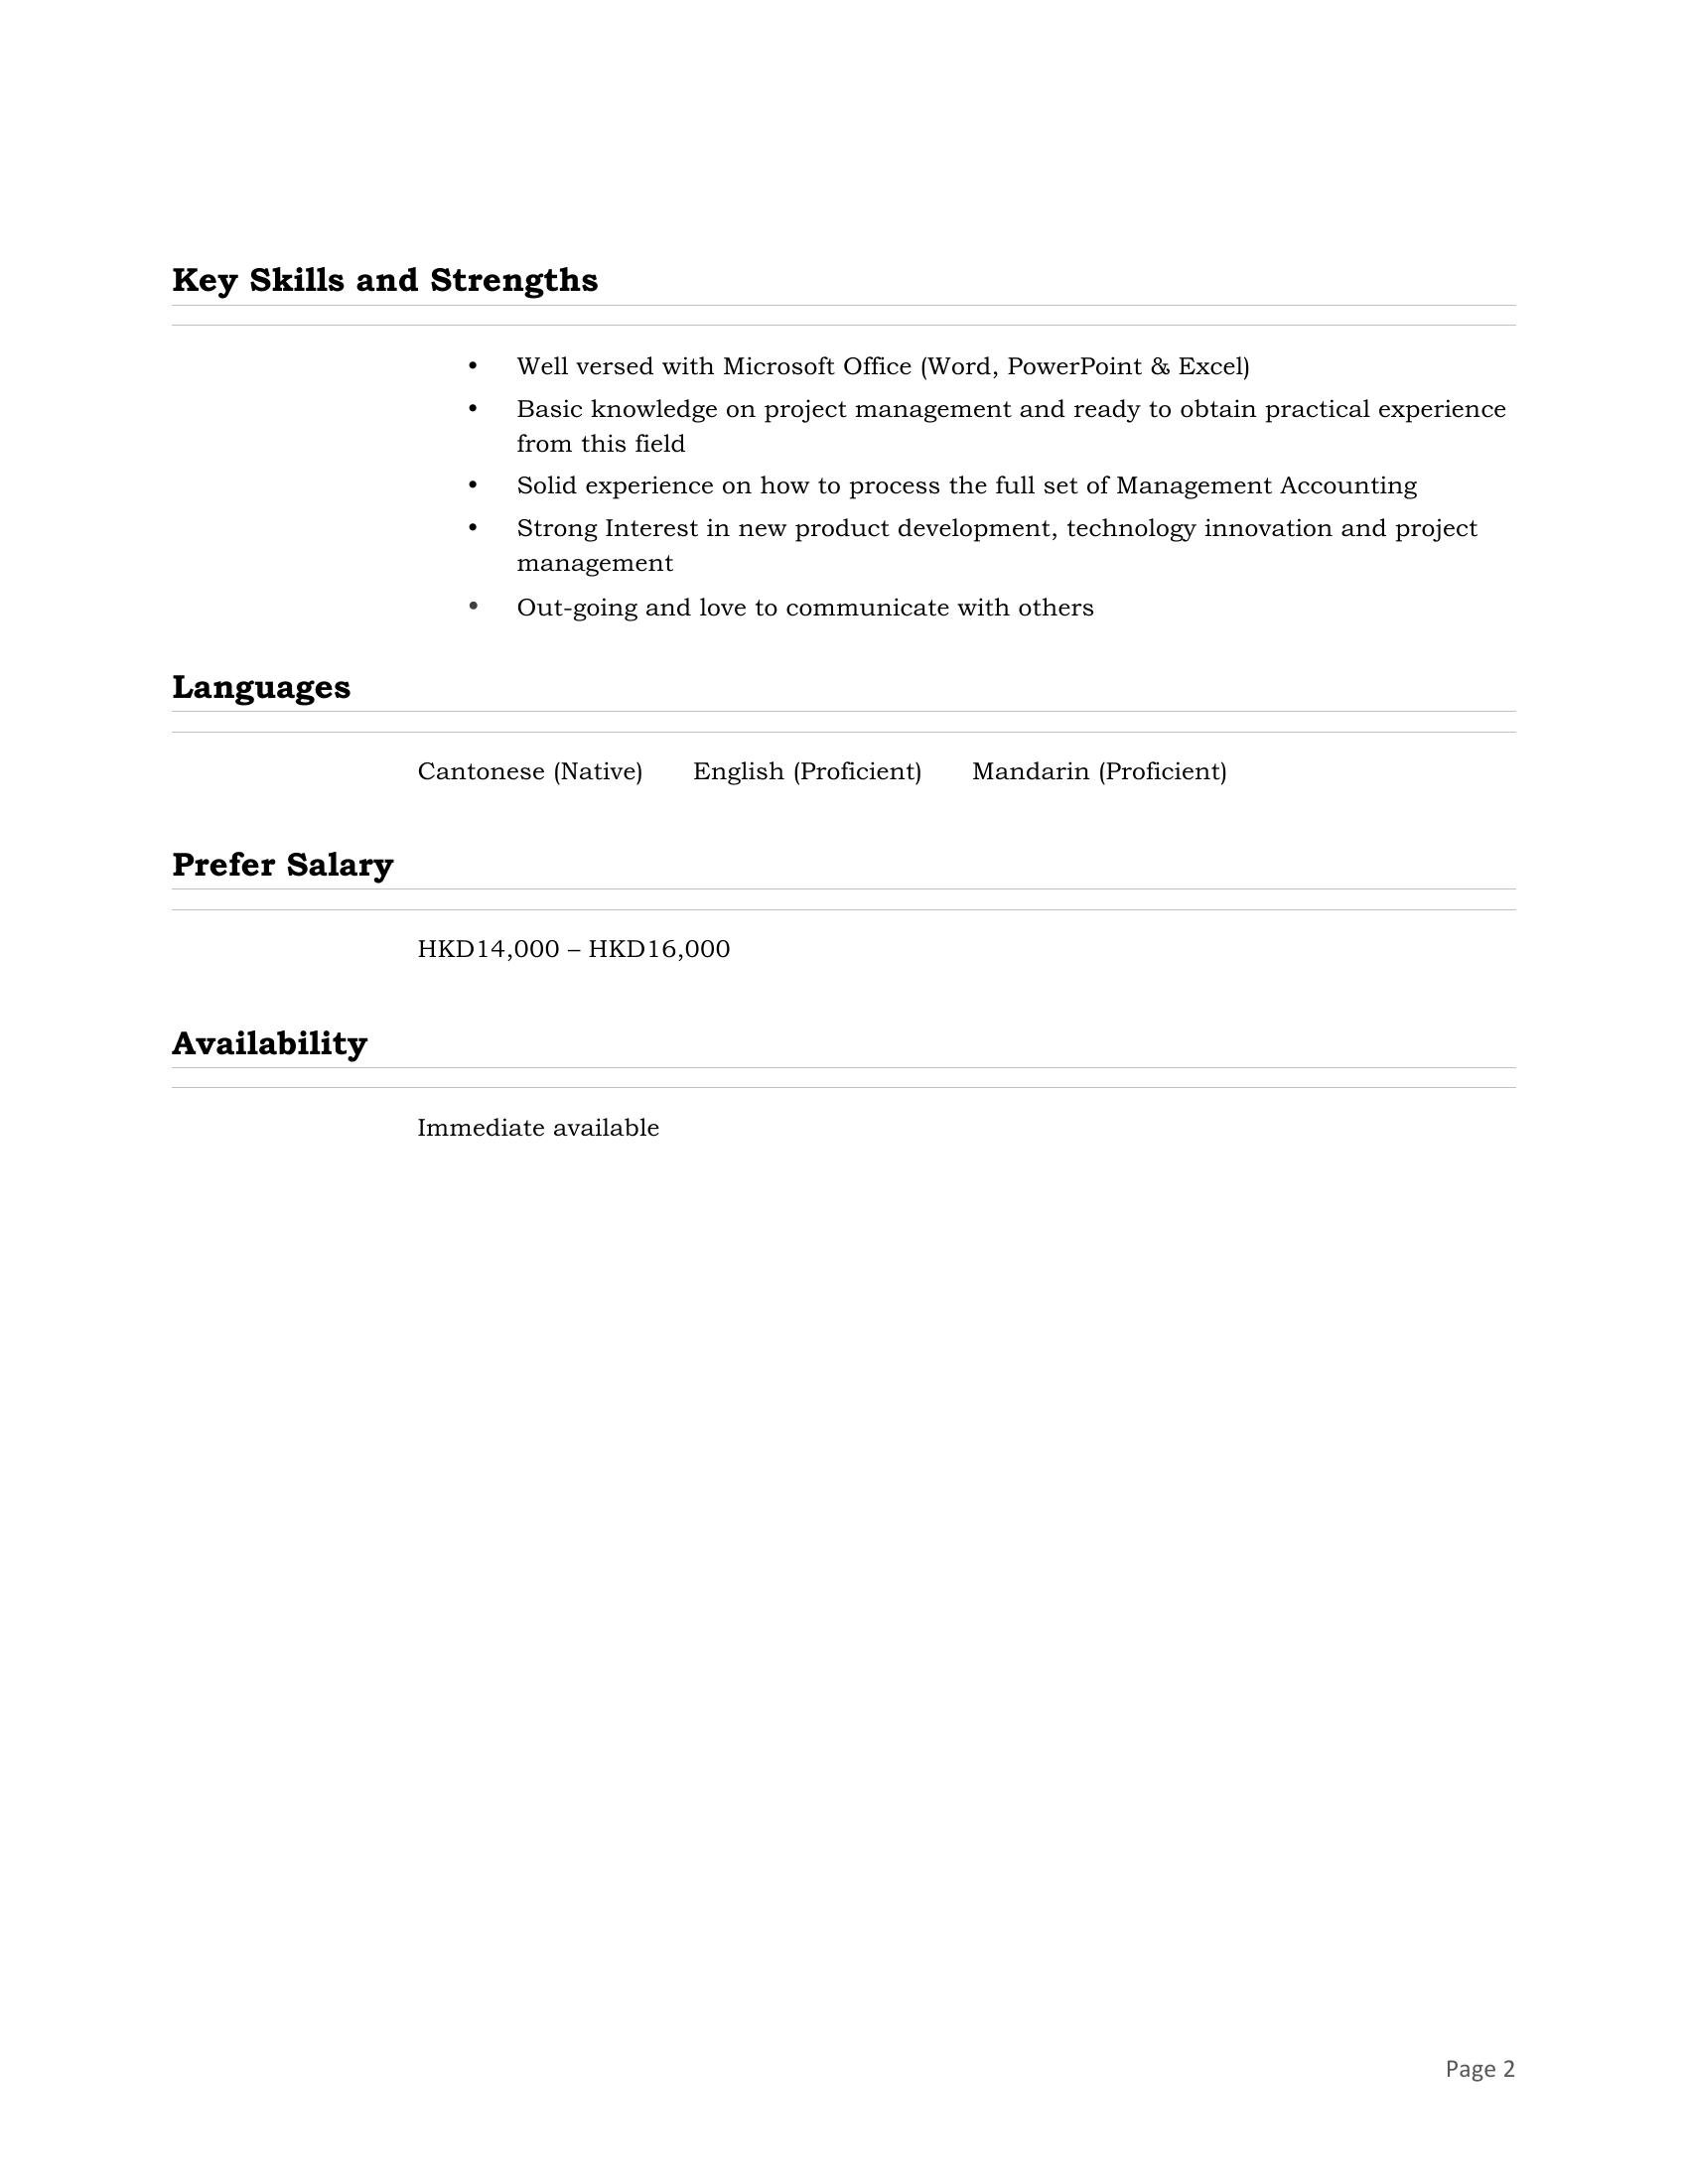 Key Skills and Strengths
• Well versed with Microsoft Office (Word, PowerPoint & Excel)
• Basic knowledge on project management and ready to obtain practical experience
from this field
• Solid experience on how to process the full set of Management Accounting
• Strong Interest in new product development, technology innovation and project
management
• Out-going and love to communicate with others
Languages
Cantonese (Native) English (Proficient) Mandarin (Proficient)
Prefer Salary
HKD14,000 – HKD16,000
Availability
Immediate available
Page 2